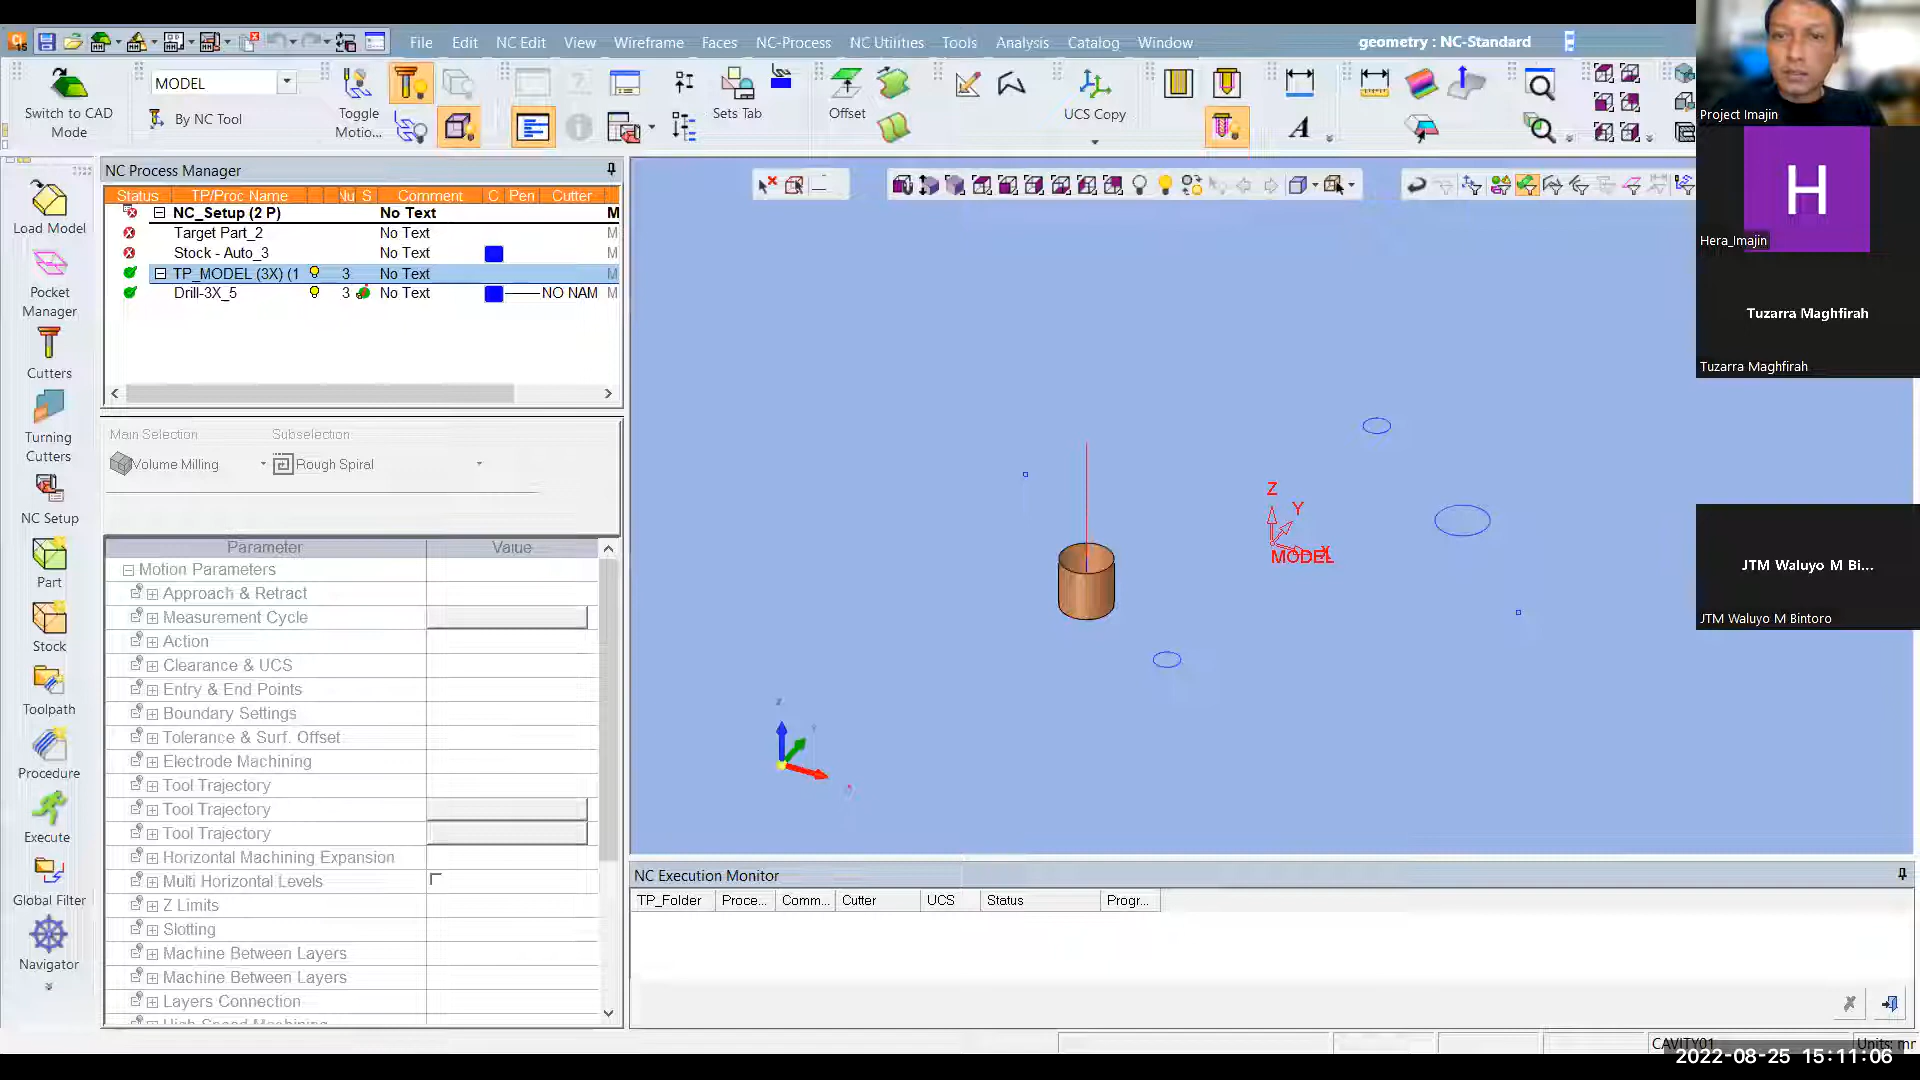 File Edit NC Edit View Wireframe Faces NC-Process NC Utilities Tools Analysis Catalog Window geometry : NC-Standard
Switch to CAD Mode
MODEL
By NC Tool
Toggle Motio...
Sets Tab
Offset
UCS Copy
Project Imajin
Hera_Imajin
H
Tuzarra Maghfirah
Tuzarra Maghfirah
JTM Waluyo M Bi...
JTM Waluyo M Bintoro
Load Model
Pocket Manager
Cutters
Turning Cutters
NC Setup
Part
Stock
Toolpath
Procedure
Execute
Global Filter
Navigator
NC Process Manager
Status TP/Proc Name Nu S Comment C Pen Cutter
NC_Setup (2 P) No Text M
Target Part_2 No Text M
Stock - Auto_3 No Text M
TP_MODEL (3X) (1 3 No Text M
Drill-3X_5 3 No Text NO NAM M
Main Selection Subselection
Volume Milling Rough Spiral
Parameter Value
Motion Parameters
Approach & Retract
Measurement Cycle
Action
Clearance & UCS
Entry & End Points
Boundary Settings
Tolerance & Surf. Offset
Electrode Machining
Tool Trajectory
Tool Trajectory
Tool Trajectory
Horizontal Machining Expansion
Multi Horizontal Levels
Z Limits
Slotting
Machine Between Layers
Machine Between Layers
Layers Connection
Z
Y
X
MODEL
NC Execution Monitor
TP_Folder Proce... Comm... Cutter UCS Status Progr...
CAVITY01 Units: mr
2022-08-25 15:11:06